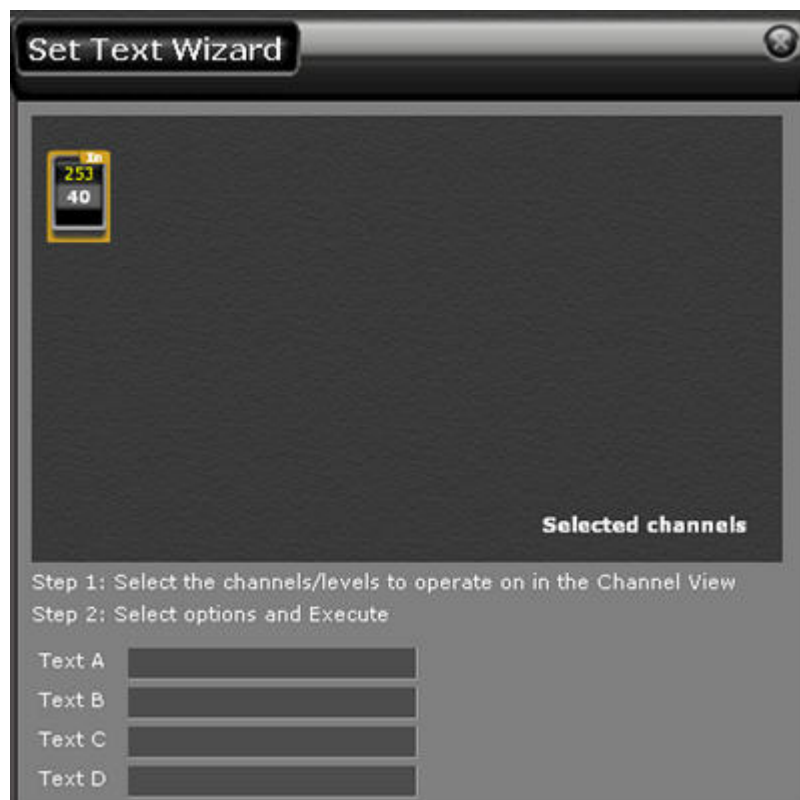 Set Text Wizard
In
253
40
Selected channels
Step 1: Select the channels/levels to operate on in the Channel View
Step 2: Select options and Execute
Text A
Text B
Text C
Text D